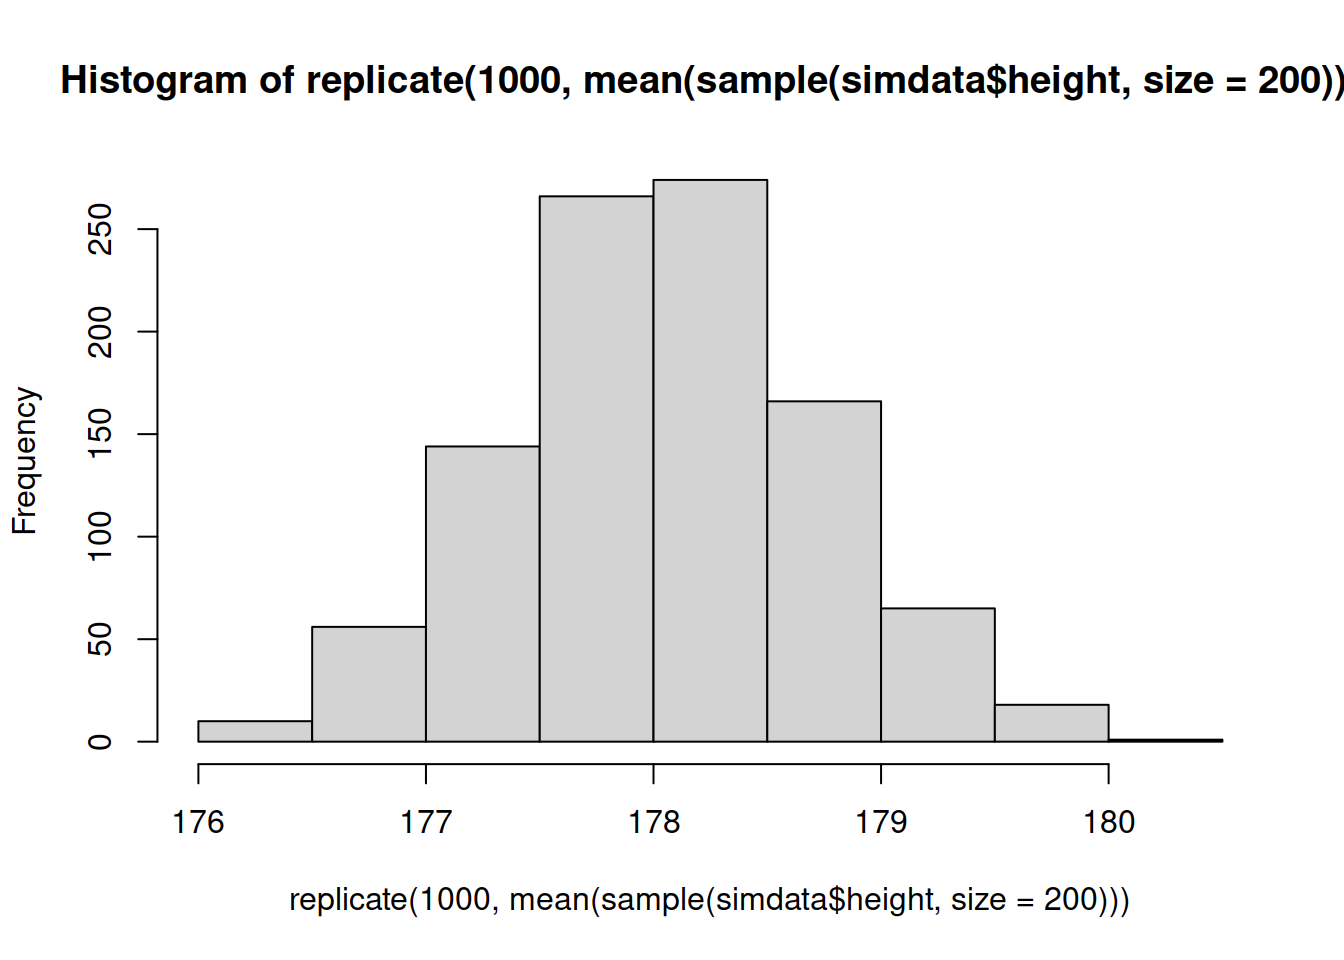 Histogram of replicate(1000, mean(sample(simdata$height, size = 200))
Frequency
250
200
150
100
50
0
176 177 178 179 180
replicate(1000, mean(sample(simdata$height, size = 200)))